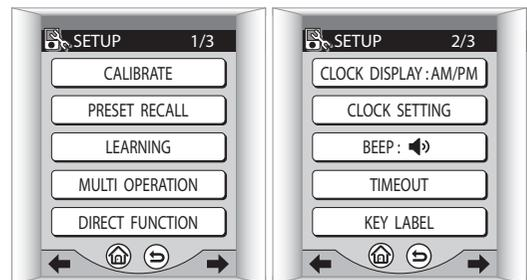 SETUP 1/3
CALIBRATE
PRESET RECALL
LEARNING
MULTI OPERATION
DIRECT FUNCTION
SETUP 2/3
CLOCK DISPLAY : AM/PM
CLOCK SETTING
BEEP :
TIMEOUT
KEY LABEL